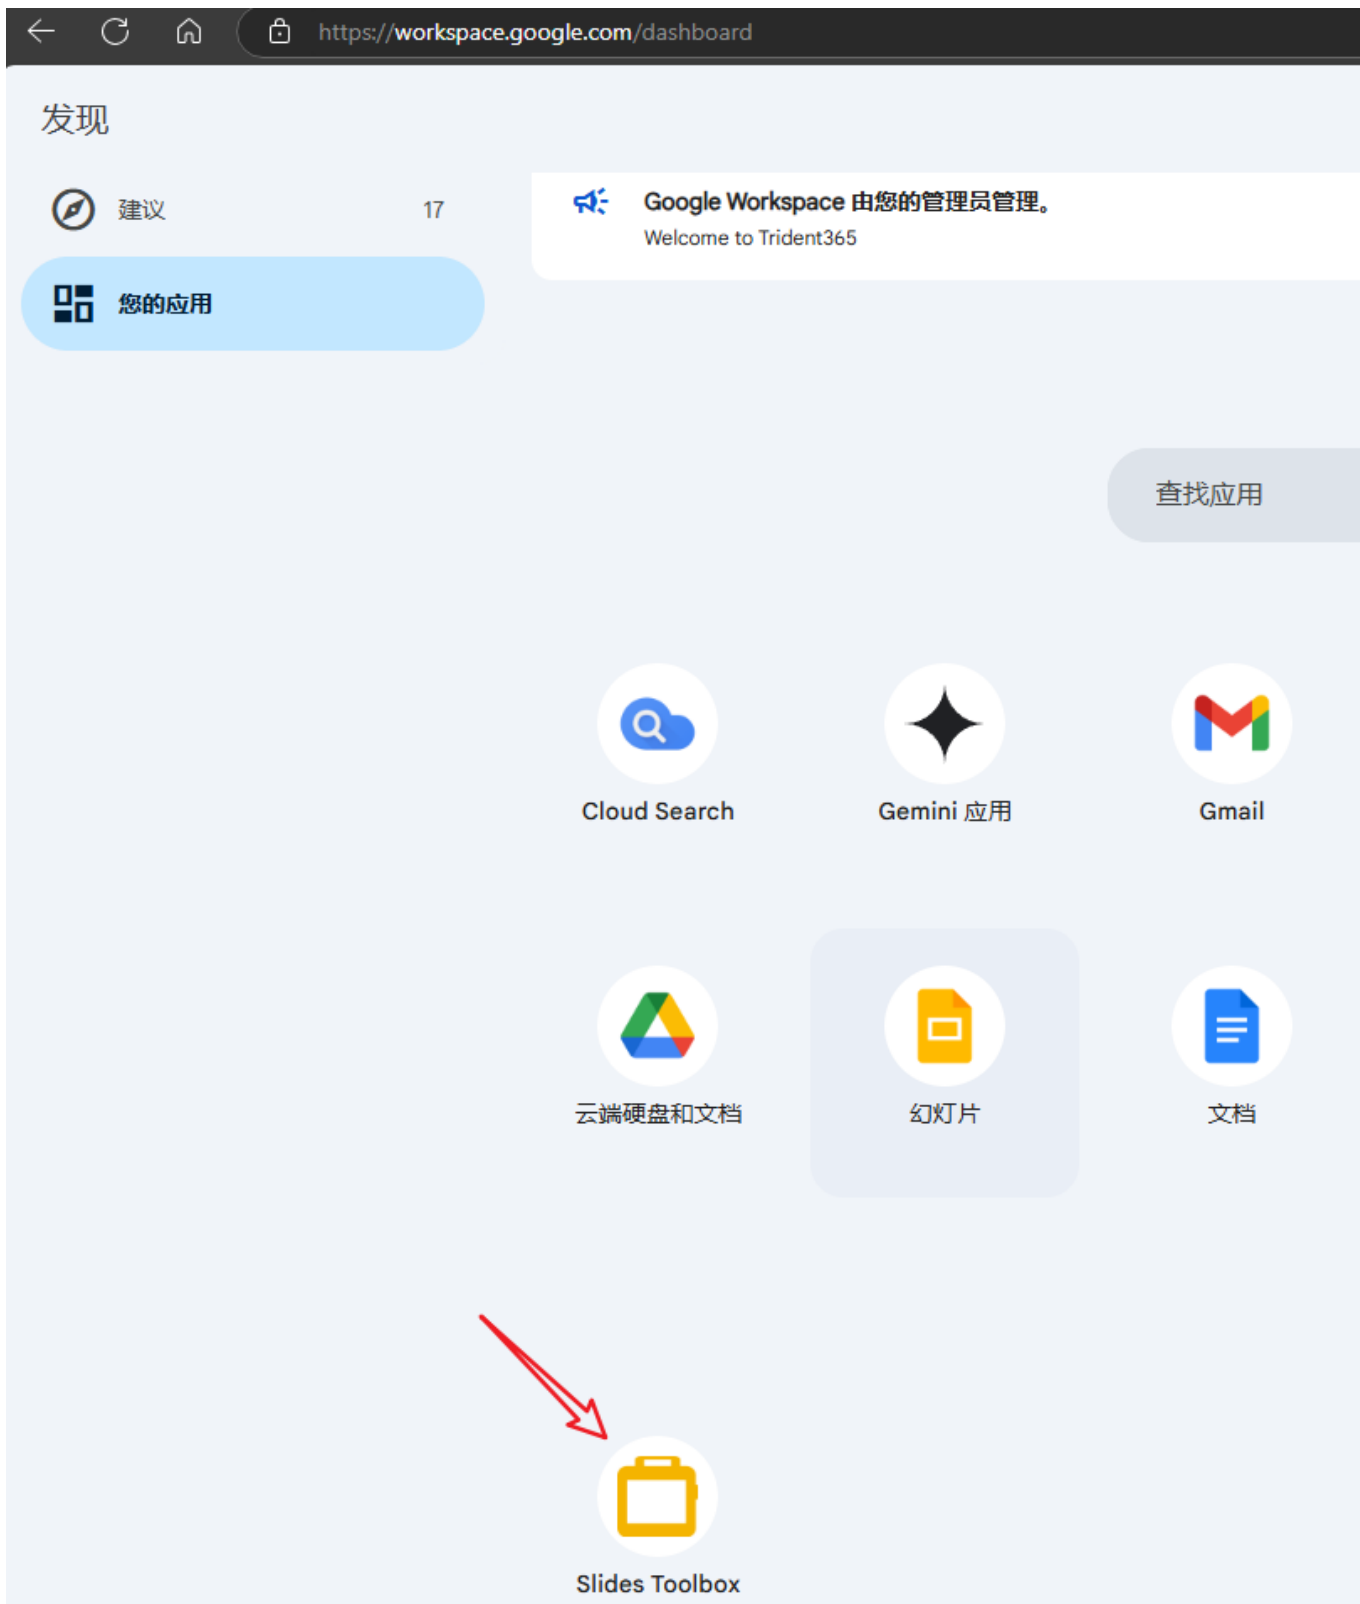 https://workspace.google.com/dashboard
发现
建议 17
您的应用
Google Workspace 由您的管理员管理。
Welcome to Trident365
查找应用
Cloud Search
Gemini 应用
Gmail
云端硬盘和文档
幻灯片
文档
Slides Toolbox